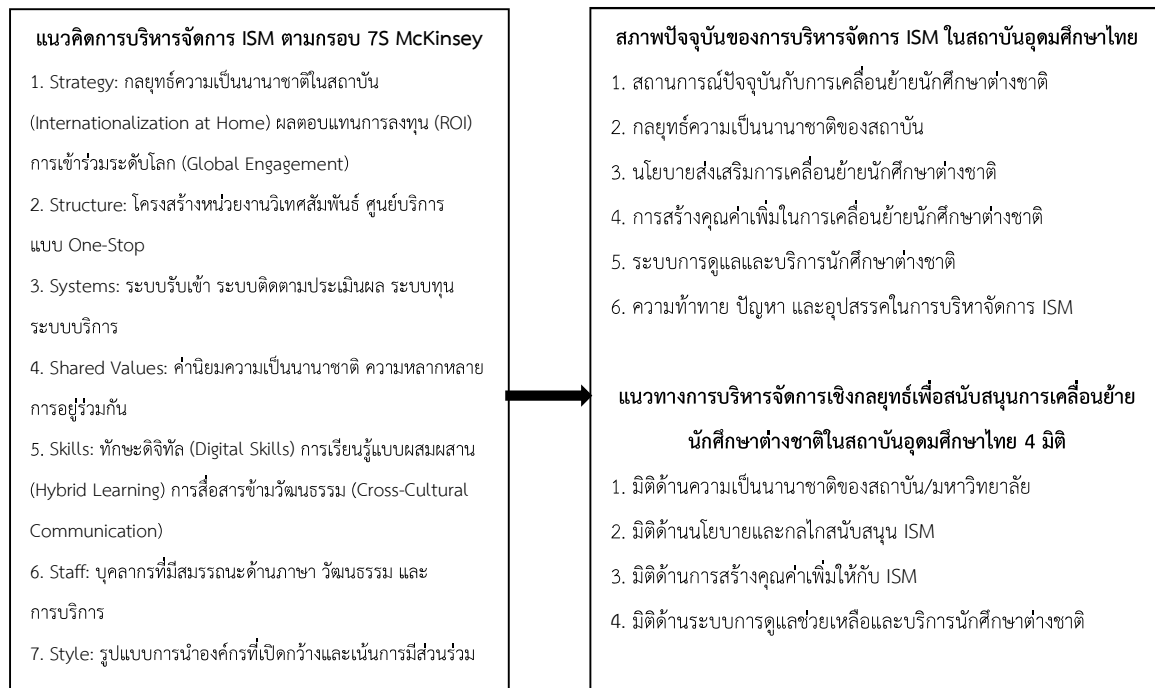 แนวคิดการบริหารจัดการ ISM ตามกรอบ 7S McKinsey
1. Strategy: กลยุทธ์ความเป็นนานาชาติในสถาบัน
(Internationalization at Home) ผลตอบแทนการลงทุน (ROI)
การเข้าร่วมระดับโลก (Global Engagement)
2. Structure: โครงสร้างหน่วยงานวิเทศสัมพันธ์ ศูนย์บริการ
แบบ One-Stop
3. Systems: ระบบรับเข้า ระบบติดตามประเมินผล ระบบทุน
ระบบบริการ
4. Shared Values: ค่านิยมความเป็นนานาชาติ ความหลากหลาย
การอยู่ร่วมกัน
5. Skills: ทักษะดิจิทัล (Digital Skills) การเรียนรู้แบบผสมผสาน
(Hybrid Learning) การสื่อสารข้ามวัฒนธรรม (Cross-Cultural
Communication)
6. Staff: บุคลากรที่มีสมรรถนะด้านภาษา วัฒนธรรม และ
การบริการ
7. Style: รูปแบบการนำองค์กรที่เปิดกว้างและเน้นการมีส่วนร่วม
สภาพปัจจุบันของการบริหารจัดการ ISM ในสถาบันอุดมศึกษาไทย
1. สถานการณ์ปัจจุบันกับการเคลื่อนย้ายนักศึกษาต่างชาติ
2. กลยุทธ์ความเป็นนานาชาติของสถาบัน
3. นโยบายส่งเสริมการเคลื่อนย้ายนักศึกษาต่างชาติ
4. การสร้างคุณค่าเพิ่มในการเคลื่อนย้ายนักศึกษาต่างชาติ
5. ระบบการดูแลและบริการนักศึกษาต่างชาติ
6. ความท้าทาย ปัญหา และอุปสรรคในการบริหาจัดการ ISM
แนวทางการบริหารจัดการเชิงกลยุทธ์เพื่อสนับสนุนการเคลื่อนย้าย
นักศึกษาต่างชาติในสถาบันอุดมศึกษาไทย 4 มิติ
1. มิติด้านความเป็นนานาชาติของสถาบัน/มหาวิทยาลัย
2. มิติด้านนโยบายและกลไกสนับสนุน ISM
3. มิติด้านการสร้างคุณค่าเพิ่มให้กับ ISM
4. มิติด้านระบบการดูแลช่วยเหลือและบริการนักศึกษาต่างชาติ